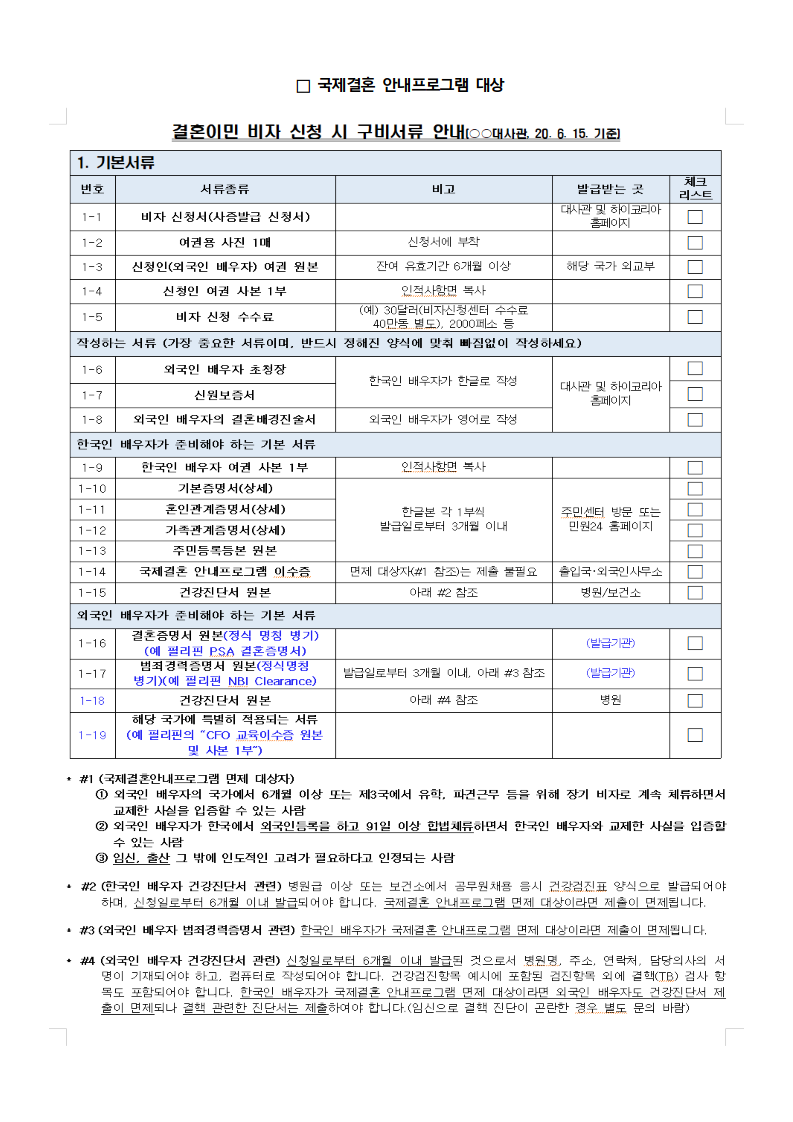 □ 국제결혼 안내프로그램 대상
결혼이민 비자 신청 시 구비서류 안내(○○대사관, 20. 6. 15. 기준)
1. 기본서류
번호 서류종류 비고 발급받는 곳 체크
리스트
1-1 비자 신청서(사증발급 신청서) 대사관 및 하이코리아
홈페이지 □
1-2 여권용 사진 1매 신청서에 부착 □
1-3 신청인(외국인 배우자) 여권 원본 잔여 유효기간 6개월 이상 해당 국가 외교부 □
1-4 신청인 여권 사본 1부 인적사항면 복사 □
1-5 비자 신청 수수료 (예) 30달러(비자신청센터 수수료
40만동 별도), 2000페소 등 □
작성하는 서류 (가장 중요한 서류이며, 반드시 정해진 양식에 맞춰 빠짐없이 작성하세요)
1-6 외국인 배우자 초청장 □
한국인 배우자가 한글로 작성 대사관 및 하이코리아
홈페이지
1-7 신원보증서 □
1-8 외국인 배우자의 결혼배경진술서 외국인 배우자가 영어로 작성 □
한국인 배우자가 준비해야 하는 기본 서류
1-9 한국인 배우자 여권 사본 1부 인적사항면 복사 □
1-10 기본증명서(상세) □
1-11 혼인관계증명서(상세) 한글본 각 1부씩 주민센터 방문 또는 □
1-12 가족관계증명서(상세) 발급일로부터 3개월 이내 민원24 홈페이지 □
1-13 주민등록등본 원본 □
1-14 국제결혼 안내프로그램 이수증 면제 대상자(#1 참조)는 제출 불필요 출입국·외국인사무소 □
1-15 건강진단서 원본 아래 #2 참조 병원/보건소 □
외국인 배우자가 준비해야 하는 기본 서류
1-16 결혼증명서 원본(정식 명칭 병기)
(예 필리핀 PSA 결혼증명서) (발급기관) □
1-17 범죄경력증명서 원본(정식명칭
병기)(예 필리핀 NBI Clearance) 발급일로부터 3개월 이내, 아래 #3 참조 (발급기관) □
1-18 건강진단서 원본 아래 #4 참조 병원 □
1-19 해당 국가에 특별히 적용되는 서류
(예 필리핀의 “CFO 교육이수증 원본
및 사본 1부”) □
* #1 (국제결혼안내프로그램 면제 대상자)
① 외국인 배우자의 국가에서 6개월 이상 또는 제3국에서 유학, 파견근무 등을 위해 장기 비자로 계속 체류하면서
교제한 사실을 입증할 수 있는 사람
② 외국인 배우자가 한국에서 외국인등록을 하고 91일 이상 합법체류하면서 한국인 배우자와 교제한 사실을 입증할
수 있는 사람
③ 임신, 출산 그 밖에 인도적인 고려가 필요하다고 인정되는 사람
* #2 (한국인 배우자 건강진단서 관련) 병원급 이상 또는 보건소에서 공무원채용 응시 건강검진표 양식으로 발급되어야
하며, 신청일로부터 6개월 이내 발급되어야 합니다. 국제결혼 안내프로그램 면제 대상이라면 제출이 면제됩니다.
* #3 (외국인 배우자 범죄경력증명서 관련) 한국인 배우자가 국제결혼 안내프로그램 면제 대상이라면 제출이 면제됩니다.
* #4 (외국인 배우자 건강진단서 관련) 신청일로부터 6개월 이내 발급된 것으로서 병원명, 주소, 연락처, 담당의사의 서
명이 기재되어야 하고, 컴퓨터로 작성되어야 합니다. 건강검진항목 예시에 포함된 검진항목 외에 결핵(TB) 검사 항
목도 포함되어야 합니다. 한국인 배우자가 국제결혼 안내프로그램 면제 대상이라면 외국인 배우자도 건강진단서 제
출이 면제되나 결핵 관련한 진단서는 제출하여야 합니다.(임신으로 결핵 진단이 곤란한 경우 별도 문의 바람)